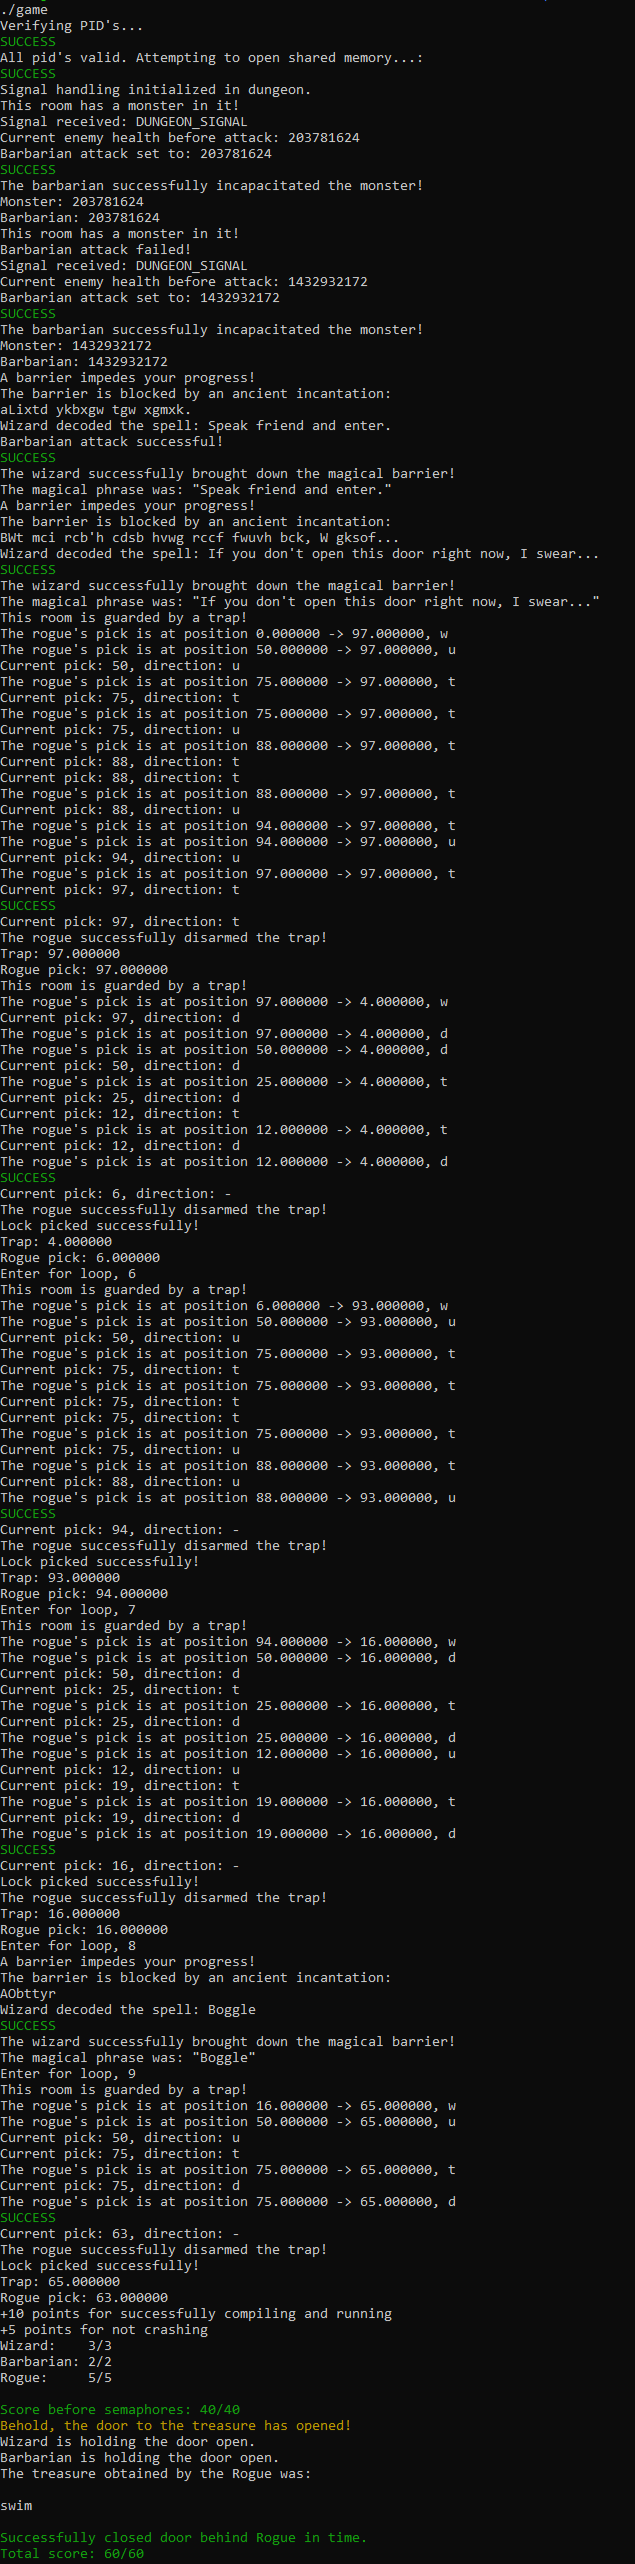 ./game
Verifying PID's...
SUCCESS
All pid's valid. Attempting to open shared memory...:
SUCCESS
Signal handling initialized in dungeon.
This room has a monster in it!
Signal received: DUNGEON_SIGNAL
Current enemy health before attack: 203781624
Barbarian attack set to: 203781624
SUCCESS
The barbarian successfully incapacitated the monster!
Monster: 203781624
Barbarian: 203781624
This room has a monster in it!
Barbarian attack failed!
Signal received: DUNGEON_SIGNAL
Current enemy health before attack: 1432932172
Barbarian attack set to: 1432932172
SUCCESS
The barbarian successfully incapacitated the monster!
Monster: 1432932172
Barbarian: 1432932172
A barrier impedes your progress!
The barrier is blocked by an ancient incantation:
aLixtd ykbxgw tgw xgmxk.
Wizard decoded the spell: Speak friend and enter.
Barbarian attack successful!
SUCCESS
The wizard successfully brought down the magical barrier!
The magical phrase was: "Speak friend and enter."
A barrier impedes your progress!
The barrier is blocked by an ancient incantation:
BWt mci rcb'h cdsb hvwg rccf fwuvh bck, W gksof...
Wizard decoded the spell: If you don't open this door right now, I swear...
SUCCESS
The wizard successfully brought down the magical barrier!
The magical phrase was: "If you don't open this door right now, I swear..."
This room is guarded by a trap!
The rogue's pick is at position 0.000000 -> 97.000000, w
The rogue's pick is at position 50.000000 -> 97.000000, u
Current pick: 50, direction: u
The rogue's pick is at position 75.000000 -> 97.000000, t
Current pick: 75, direction: t
The rogue's pick is at position 75.000000 -> 97.000000, t
Current pick: 75, direction: u
The rogue's pick is at position 88.000000 -> 97.000000, t
Current pick: 88, direction: t
Current pick: 88, direction: t
The rogue's pick is at position 88.000000 -> 97.000000, t
Current pick: 88, direction: u
The rogue's pick is at position 94.000000 -> 97.000000, t
The rogue's pick is at position 94.000000 -> 97.000000, u
Current pick: 94, direction: u
The rogue's pick is at position 97.000000 -> 97.000000, t
Current pick: 97, direction: t
SUCCESS
Current pick: 97, direction: t
The rogue successfully disarmed the trap!
Trap: 97.000000
Rogue pick: 97.000000
This room is guarded by a trap!
The rogue's pick is at position 97.000000 -> 4.000000, w
Current pick: 97, direction: d
The rogue's pick is at position 97.000000 -> 4.000000, d
The rogue's pick is at position 50.000000 -> 4.000000, d
Current pick: 50, direction: d
The rogue's pick is at position 25.000000 -> 4.000000, t
Current pick: 25, direction: d
Current pick: 12, direction: t
The rogue's pick is at position 12.000000 -> 4.000000, t
Current pick: 12, direction: d
The rogue's pick is at position 12.000000 -> 4.000000, d
SUCCESS
Current pick: 6, direction: -
The rogue successfully disarmed the trap!
Lock picked successfully!
Trap: 4.000000
Rogue pick: 6.000000
Enter for loop, 6
This room is guarded by a trap!
The rogue's pick is at position 6.000000 -> 93.000000, w
The rogue's pick is at position 50.000000 -> 93.000000, u
Current pick: 50, direction: u
The rogue's pick is at position 75.000000 -> 93.000000, t
Current pick: 75, direction: t
The rogue's pick is at position 75.000000 -> 93.000000, t
Current pick: 75, direction: t
Current pick: 75, direction: t
The rogue's pick is at position 75.000000 -> 93.000000, t
Current pick: 75, direction: u
The rogue's pick is at position 88.000000 -> 93.000000, t
Current pick: 88, direction: u
The rogue's pick is at position 88.000000 -> 93.000000, u
SUCCESS
Current pick: 94, direction: -
The rogue successfully disarmed the trap!
Lock picked successfully!
Trap: 93.000000
Rogue pick: 94.000000
Enter for loop, 7
This room is guarded by a trap!
The rogue's pick is at position 94.000000 -> 16.000000, w
The rogue's pick is at position 50.000000 -> 16.000000, d
Current pick: 50, direction: d
Current pick: 25, direction: t
The rogue's pick is at position 25.000000 -> 16.000000, t
Current pick: 25, direction: d
The rogue's pick is at position 25.000000 -> 16.000000, d
The rogue's pick is at position 12.000000 -> 16.000000, u
Current pick: 12, direction: u
Current pick: 19, direction: t
The rogue's pick is at position 19.000000 -> 16.000000, t
Current pick: 19, direction: d
The rogue's pick is at position 19.000000 -> 16.000000, d
SUCCESS
Current pick: 16, direction: -
Lock picked successfully!
The rogue successfully disarmed the trap!
Trap: 16.000000
Rogue pick: 16.000000
Enter for loop, 8
A barrier impedes your progress!
The barrier is blocked by an ancient incantation:
AObttyr
Wizard decoded the spell: Boggle
SUCCESS
The wizard successfully brought down the magical barrier!
The magical phrase was: "Boggle"
Enter for loop, 9
This room is guarded by a trap!
The rogue's pick is at position 16.000000 -> 65.000000, w
The rogue's pick is at position 50.000000 -> 65.000000, u
Current pick: 50, direction: u
Current pick: 75, direction: t
The rogue's pick is at position 75.000000 -> 65.000000, t
Current pick: 75, direction: d
The rogue's pick is at position 75.000000 -> 65.000000, d
SUCCESS
Current pick: 63, direction: -
The rogue successfully disarmed the trap!
Lock picked successfully!
Trap: 65.000000
Rogue pick: 63.000000
+10 points for successfully compiling and running
+5 points for not crashing
Wizard:    3/3
Barbarian: 2/2
Rogue:     5/5
Score before semaphores: 40/40
Behold, the door to the treasure has opened!
Wizard is holding the door open.
Barbarian is holding the door open.
The treasure obtained by the Rogue was:
swim
Successfully closed door behind Rogue in time.
Total score: 60/60